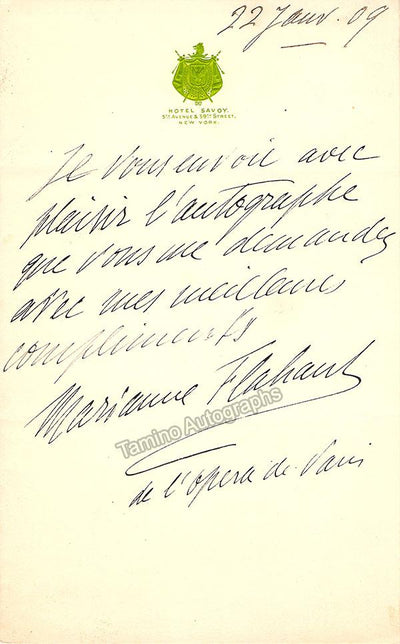 22 Janv. 09
HOTEL SAVOY.
5TH AVENUE & 59TH STREET.
NEW YORK.
Je vous envoie avec
plaisir l'autographe
que vous me demandez
avec mes meilleurs
compliments
Marianne Flahaut
Tamino Autographs
de l'Opera de Paris